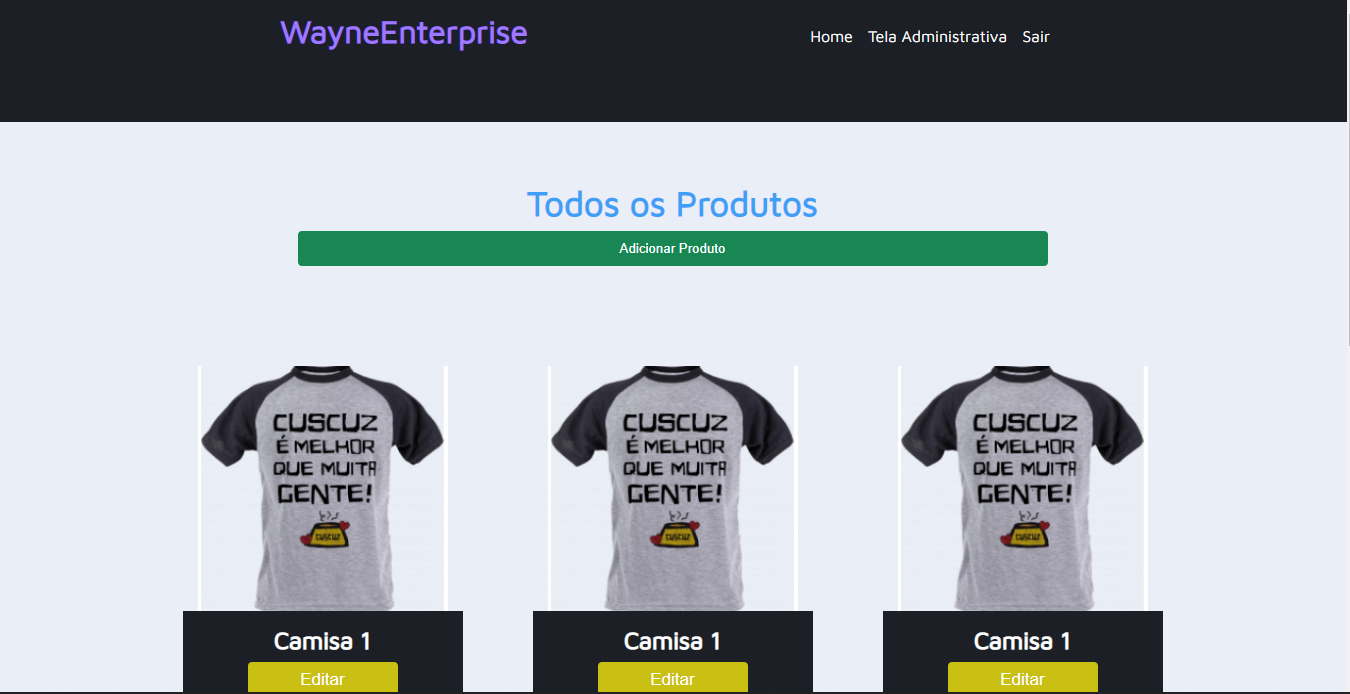 WayneEnterprise
Home Tela Administrativa Sair
Todos os Produtos
Adicionar Produto
CUSCUZ
É MELHOR
QUE MUITA
GENTE!
CUSCUZ
CUSCUZ
É MELHOR
QUE MUITA
GENTE!
CUSCUZ
CUSCUZ
É MELHOR
QUE MUITA
GENTE!
CUSCUZ
Camisa 1
Editar
Camisa 1
Editar
Camisa 1
Editar